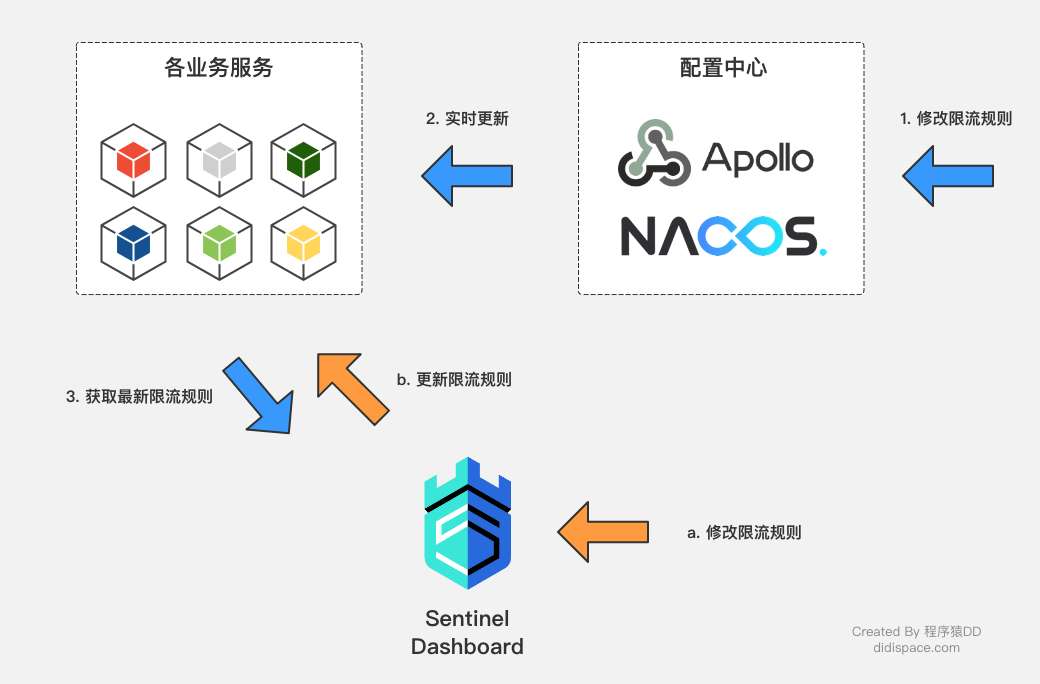 各业务服务
配置中心
2. 实时更新
1. 修改限流规则
Apollo
NACOS.
3. 获取最新限流规则
b. 更新限流规则
a. 修改限流规则
Sentinel
Dashboard
Created By 程序猿DD
didispace.com